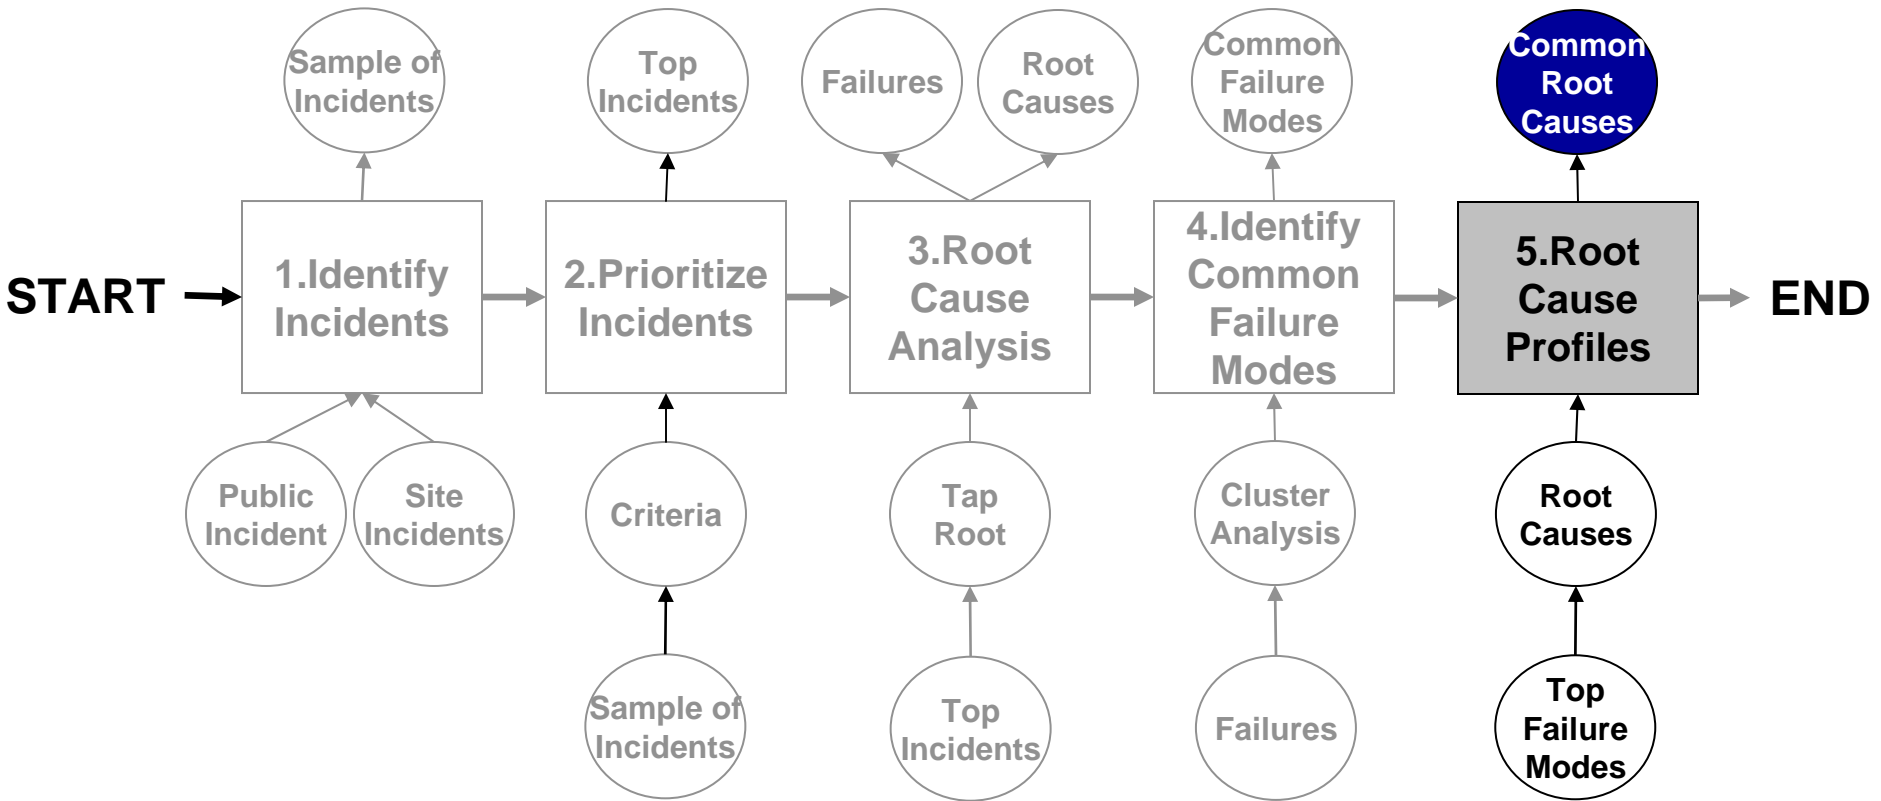 Sample of
Incidents
Top
Incidents
Failures
Root
Causes
Common
Failure
Modes
Common
Root
Causes
START
1.Identify
Incidents
2.Prioritize
Incidents
3.Root
Cause
Analysis
4.Identify
Common
Failure
Modes
5.Root
Cause
Profiles
END
Public
Incident
Site
Incidents
Criteria
Tap
Root
Cluster
Analysis
Root
Causes
Sample of
Incidents
Top
Incidents
Failures
Top
Failure
Modes